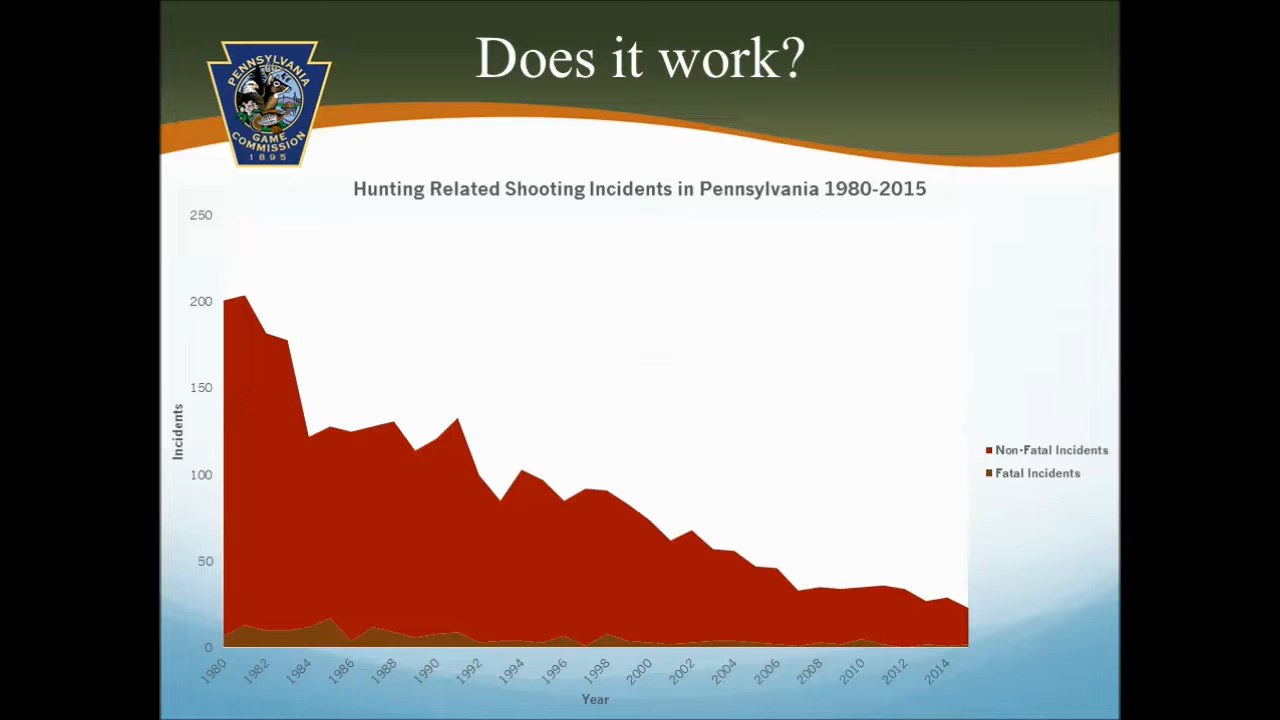 Does it work?
PENNSYLVANIA
GAME
COMMISSION
1895
Hunting Related Shooting Incidents in Pennsylvania 1980-2015
250
200
150
100
50
0
Incidents
1980
1982
1984
1986
1988
1990
1992
1994
1996
1998
2000
2002
2004
2006
2008
2010
2012
2014
Year
Non-Fatal Incidents
Fatal Incidents